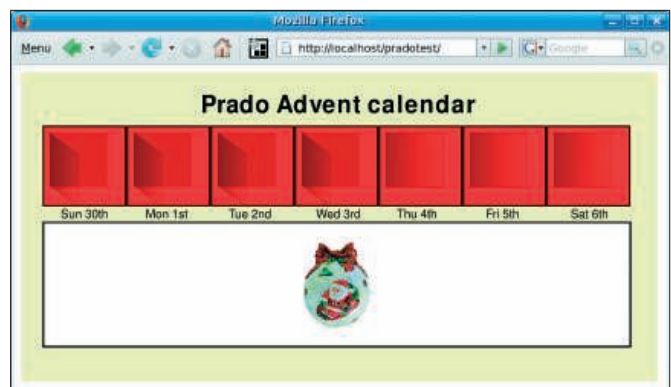 Mozilla Firefox
Menu
http://localhost/pradotest/
Google
Prado Advent calendar
Sun 30th Mon 1st Tue 2nd Wed 3rd Thu 4th Fri 5th Sat 6th